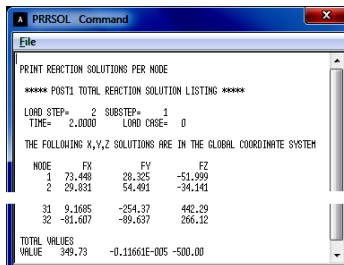 PRRSOL Command
File
PRINT REACTION SOLUTIONS PER NODE
***** POST1 TOTAL REACTION SOLUTION LISTING *****
LOAD STEP= 2 SUBSTEP= 1
TIME= 2.0000 LOAD CASE= 0
THE FOLLOWING X,Y,Z SOLUTIONS ARE IN THE GLOBAL COORDINATE SYSTEM
NODE FX FY FZ
1 73.448 28.325 -51.999
2 29.831 54.491 -34.141
31 9.1685 -254.37 442.29
32 -81.607 -89.637 266.12
TOTAL VALUES
VALUE 349.73 -0.11661E-005 -500.00